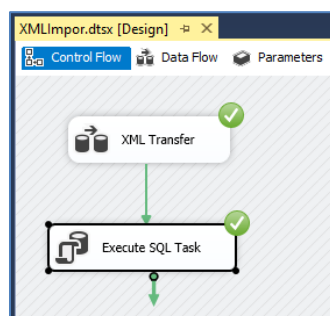 XMLImpor.dtsx [Design]
Control Flow Data Flow Parameters
XML Transfer
Execute SQL Task